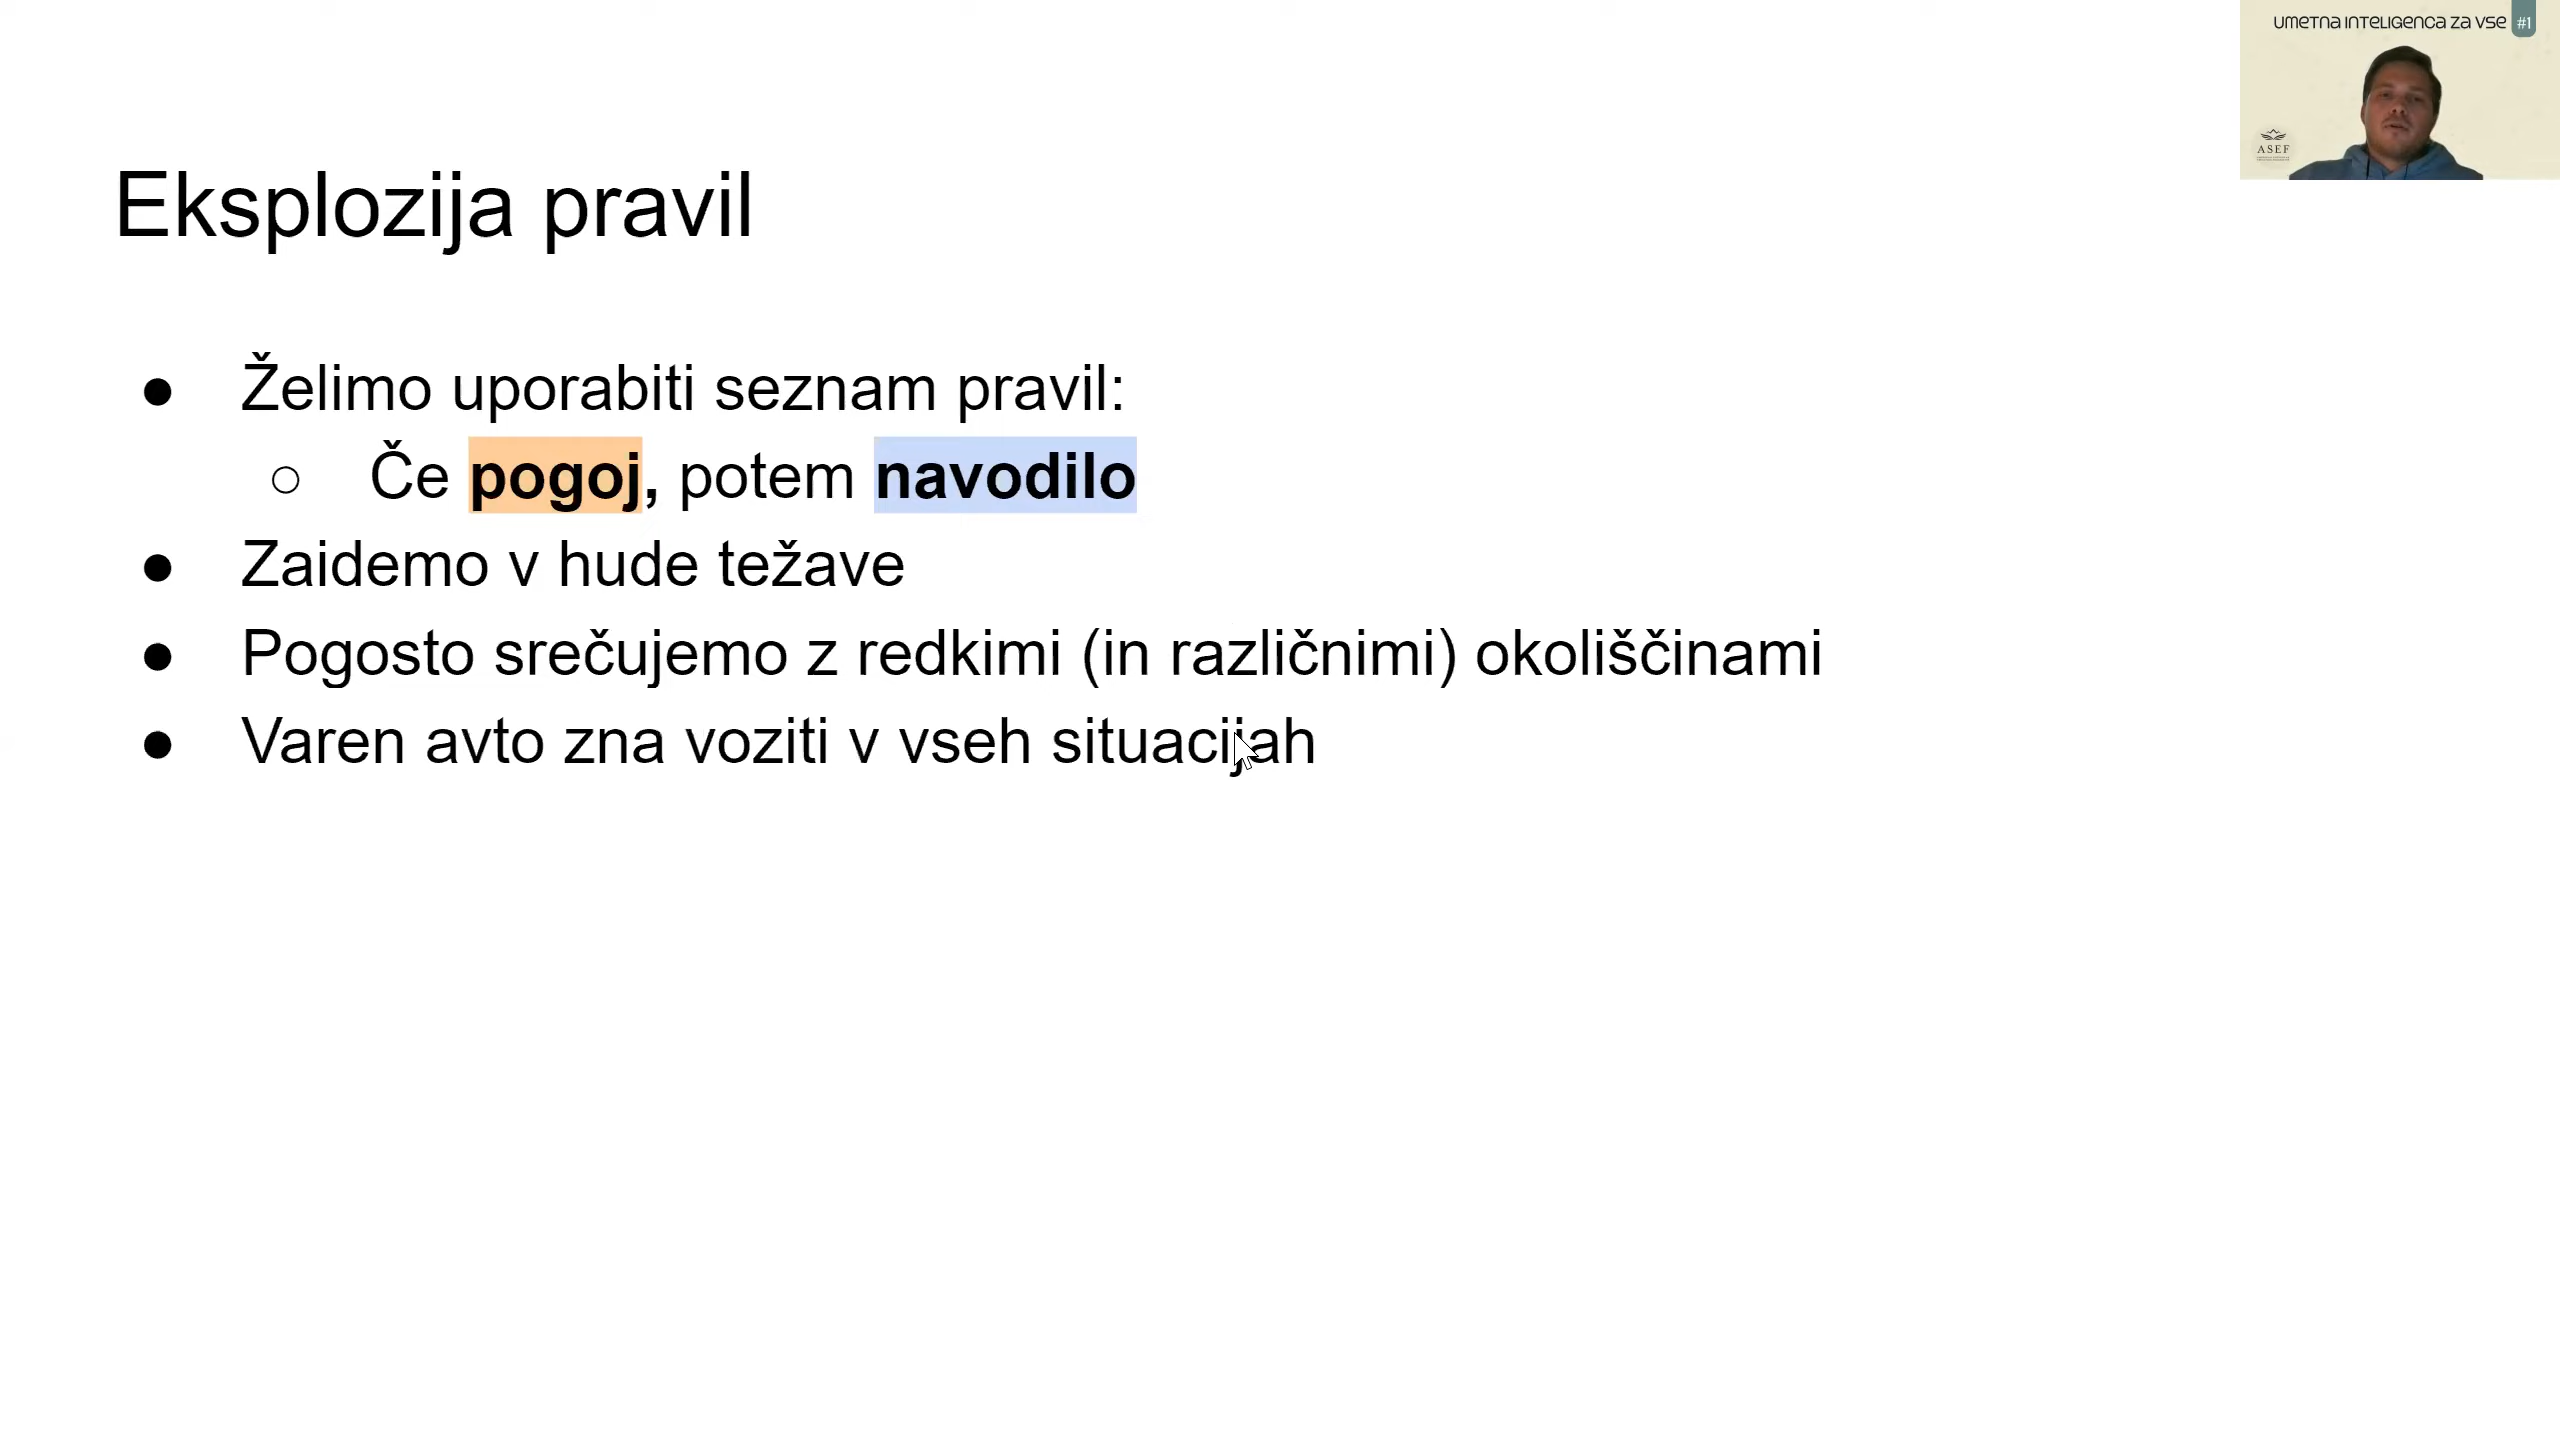 UMETNA INTELIGENCA ZA VSE #1
ASEF
Eksplozija pravil
● Želimo uporabiti seznam pravil:
○ Če pogoj, potem navodilo
● Zaidemo v hude težave
● Pogosto srečujemo z redkimi (in različnimi) okoliščinami
● Varen avto zna voziti v vseh situacijah